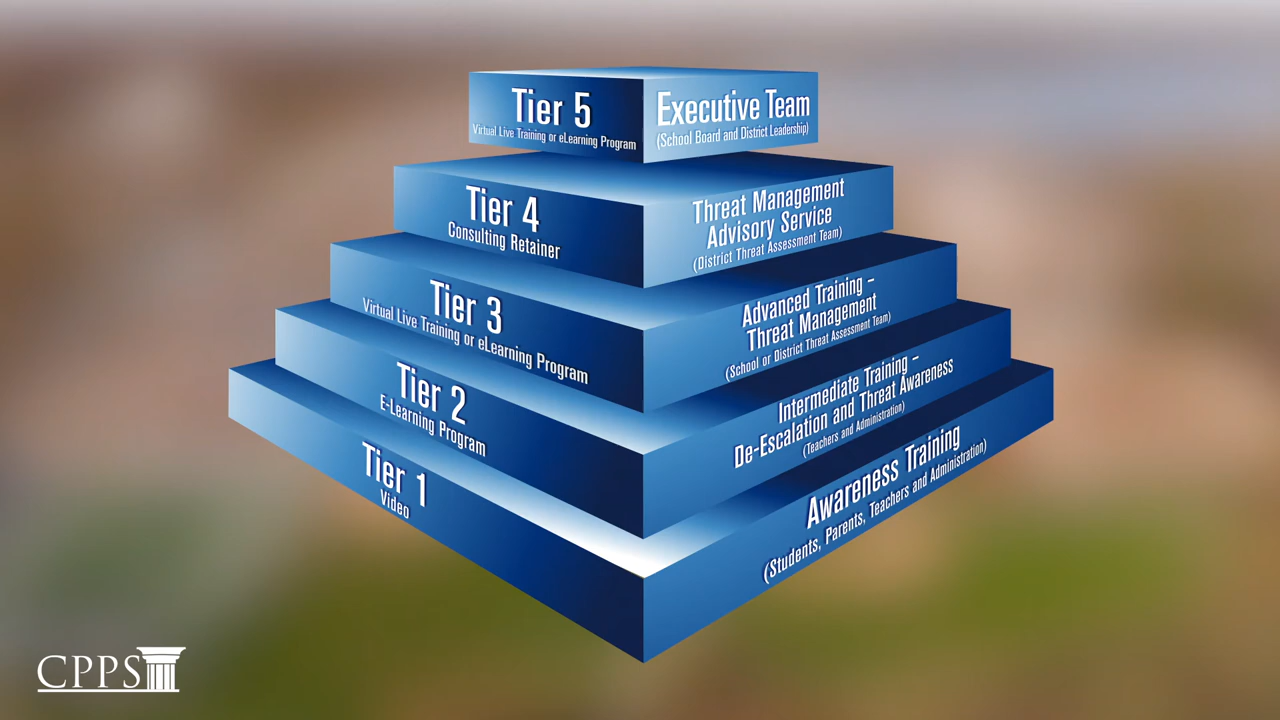 Tier 5
Virtual Live Training or eLearning Program
Executive Team
(School Board and District Leadership)
Tier 4
Consulting Retainer
Threat Management
Advisory Service
(District Threat Assessment Team)
Tier 3
Virtual Live Training or eLearning Program
Advanced Training –
Threat Management
(School or District Threat Assessment Team)
Tier 2
E-Learning Program
Intermediate Training –
De-Escalation and Threat Awareness
(Teachers and Administration)
Tier 1
Video
Awareness Training
(Students, Parents, Teachers and Administration)
CPPS